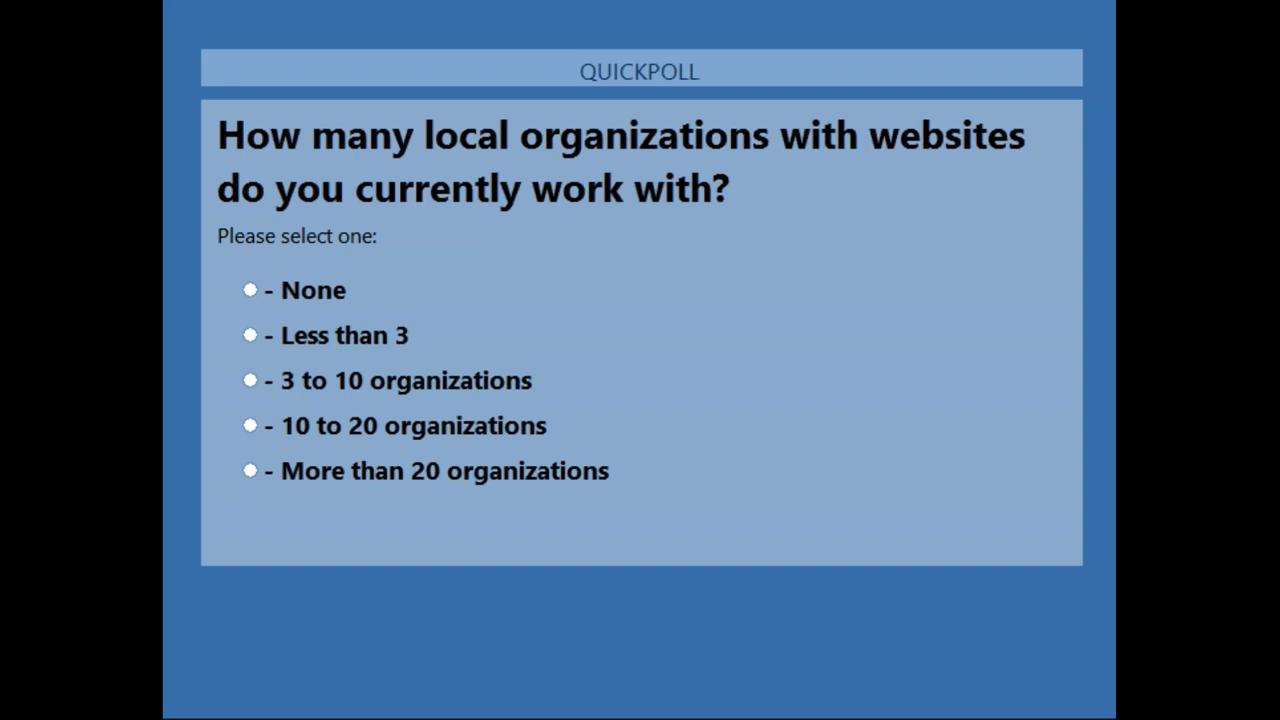 QUICKPOLL
How many local organizations with websites
do you currently work with?
Please select one:
- None
- Less than 3
- 3 to 10 organizations
- 10 to 20 organizations
- More than 20 organizations